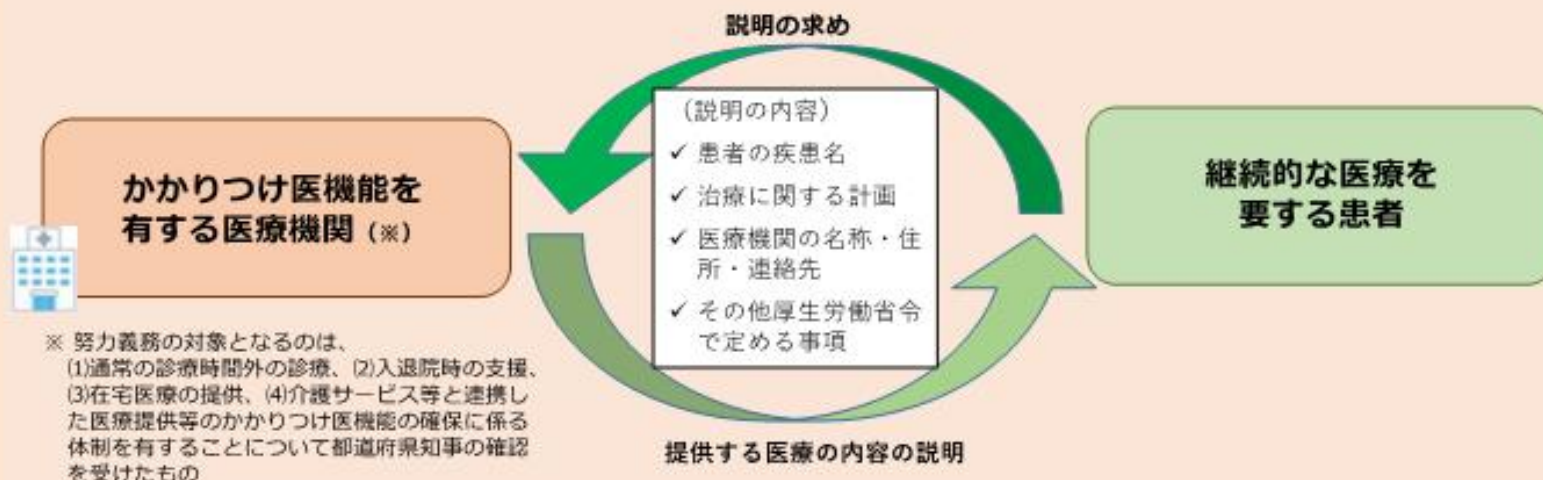 説明の求め
かかりつけ医機能を
有する医療機関（※）
（説明の内容）
✓ 患者の疾患名
✓ 治療に関する計画
✓ 医療機関の名称・住
所・連絡先
✓ その他厚生労働省令
で定める事項
継続的な医療を
要する患者
※ 努力義務の対象となるのは、
⑴通常の診療時間外の診療、⑵入退院時の支援、
⑶在宅医療の提供、⑷介護サービス等と連携し
た医療提供等のかかりつけ医機能の確保に係る
体制を有することについて都道府県知事の確認
を受けたもの
提供する医療の内容の説明